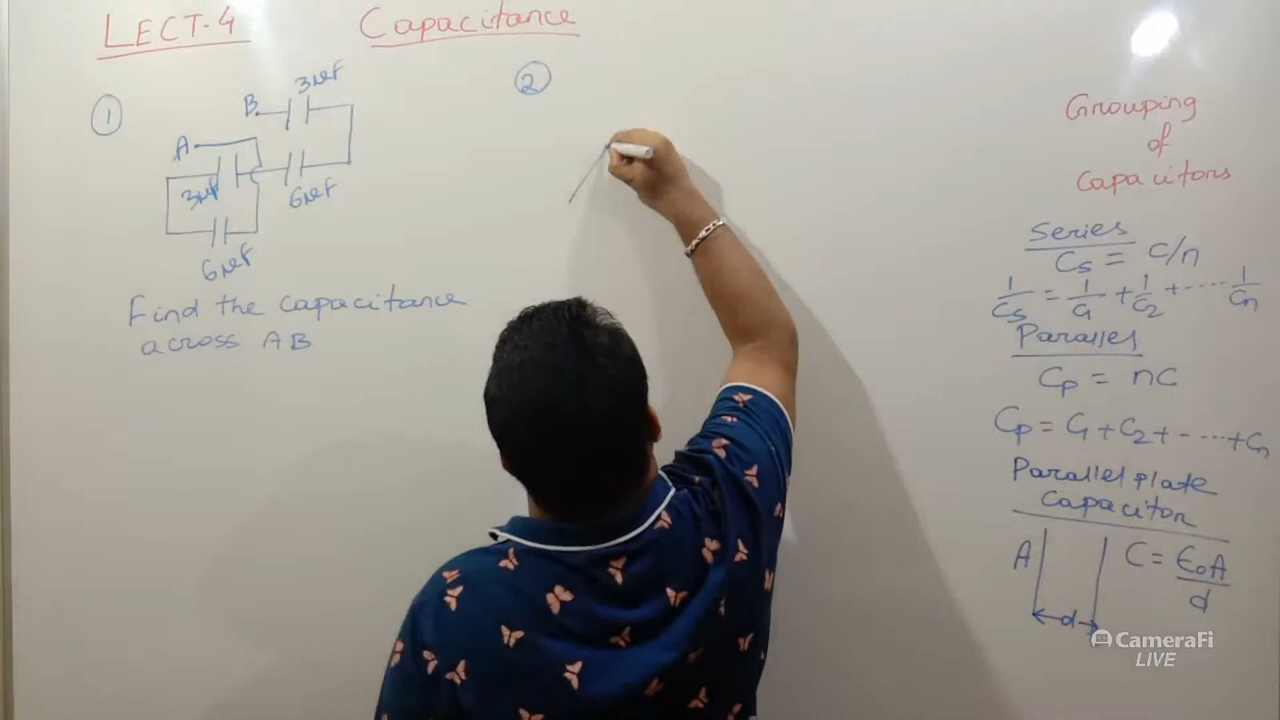 LECT-4
Capacitance
①
B
3μF
A
3μF
6μF
6μF
Find the capacitance
across AB
②
Grouping
of
Capacitors
Series
Cs = C/n
1/Cs = 1/C1 + 1/C2 + ---- 1/Cn
Parallel
Cp = nC
Cp = C1 + C2 + ---- + Cn
Parallel plate
Capacitor
A
C = ϵ0A/d
d
CameraFi
LIVE